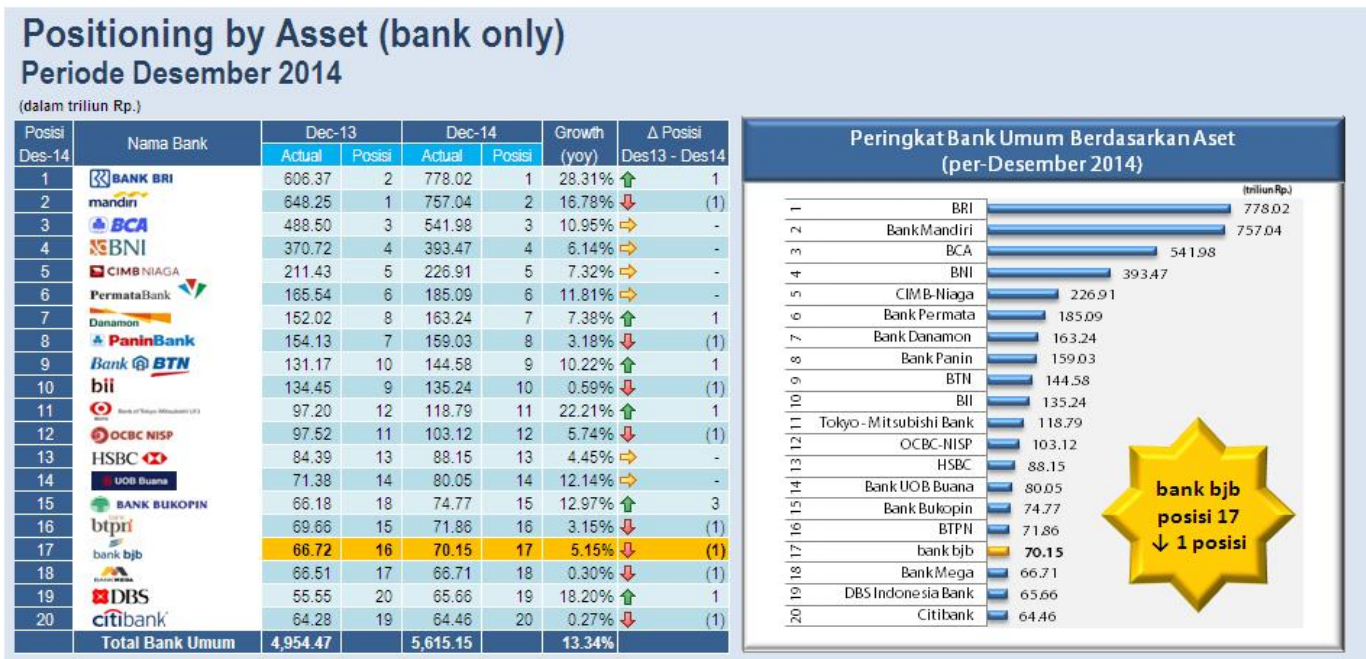 Positioning by Asset (bank only)
Periode Desember 2014
(dalam triliun Rp.)
Posisi Des-14 Nama Bank Dec-13 Dec-14 Growth (yoy) Δ Posisi Des13 - Des14
Actual Posisi Actual Posisi
1 BANK BRI 606.37 2 778.02 1 28.31% 1
2 mandiri 648.25 1 757.04 2 16.78% (1)
3 BCA 488.50 3 541.98 3 10.95% -
4 BNI 370.72 4 393.47 4 6.14% -
5 CIMB NIAGA 211.43 5 226.91 5 7.32% -
6 PermataBank 165.54 6 185.09 6 11.81% -
7 Danamon 152.02 8 163.24 7 7.38% 1
8 PaninBank 154.13 7 159.03 8 3.18% (1)
9 Bank BTN 131.17 10 144.58 9 10.22% 1
10 bii 134.45 9 135.24 10 0.59% (1)
11 97.20 12 118.79 11 22.21% 1
12 OCBC NISP 97.52 11 103.12 12 5.74% (1)
13 HSBC 84.39 13 88.15 13 4.45% -
14 UOB Buana 71.38 14 80.05 14 12.14% -
15 BANK BUKOPIN 66.18 18 74.77 15 12.97% 3
16 btpn 69.66 15 71.86 16 3.15% (1)
17 bank bjb 66.72 16 70.15 17 5.15% (1)
18 BANK MEGA 66.51 17 66.71 18 0.30% (1)
19 DBS 55.55 20 65.66 19 18.20% 1
20 citibank 64.28 19 64.46 20 0.27% (1)
Total Bank Umum 4,954.47 5,615.15 13.34%
Peringkat Bank Umum Berdasarkan Aset
(per-Desember 2014)
(triliun Rp.)
1 BRI 778.02
2 Bank Mandiri 757.04
3 BCA 541.98
4 BNI 393.47
5 CIMB-Niaga 226.91
6 Bank Permata 185.09
7 Bank Danamon 163.24
8 Bank Panin 159.03
9 BTN 144.58
10 BII 135.24
11 Tokyo-Mitsubishi Bank 118.79
12 OCBC-NISP 103.12
13 HSBC 88.15
14 Bank UOB Buana 80.05
15 Bank Bukopin 74.77
16 BTPN 71.86
17 bank bjb 70.15
18 Bank Mega 66.71
19 DBS Indonesia Bank 65.66
20 Citibank 64.46
bank bjb
posisi 17
↓ 1 posisi